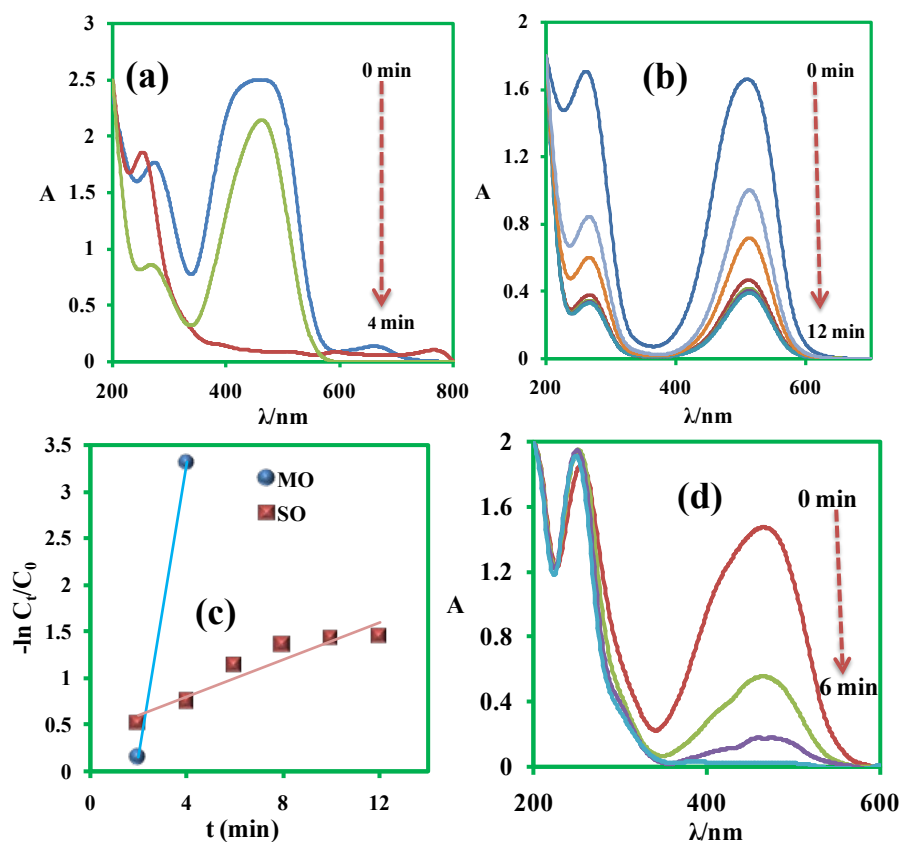 (a)
0 min
4 min
A
3
2.5
2
1.5
1
0.5
0
200 400 600 800
λ/nm
(b)
0 min
12 min
A
2
1.6
1.2
0.8
0.4
0
200 400 600
λ/nm
(c)
MO
SO
-ln Ct/C0
3.5
3
2.5
2
1.5
1
0.5
0
0 4 8 12
t (min)
(d)
0 min
6 min
A
2
1.6
1.2
0.8
0.4
0
200 400 600
λ/nm